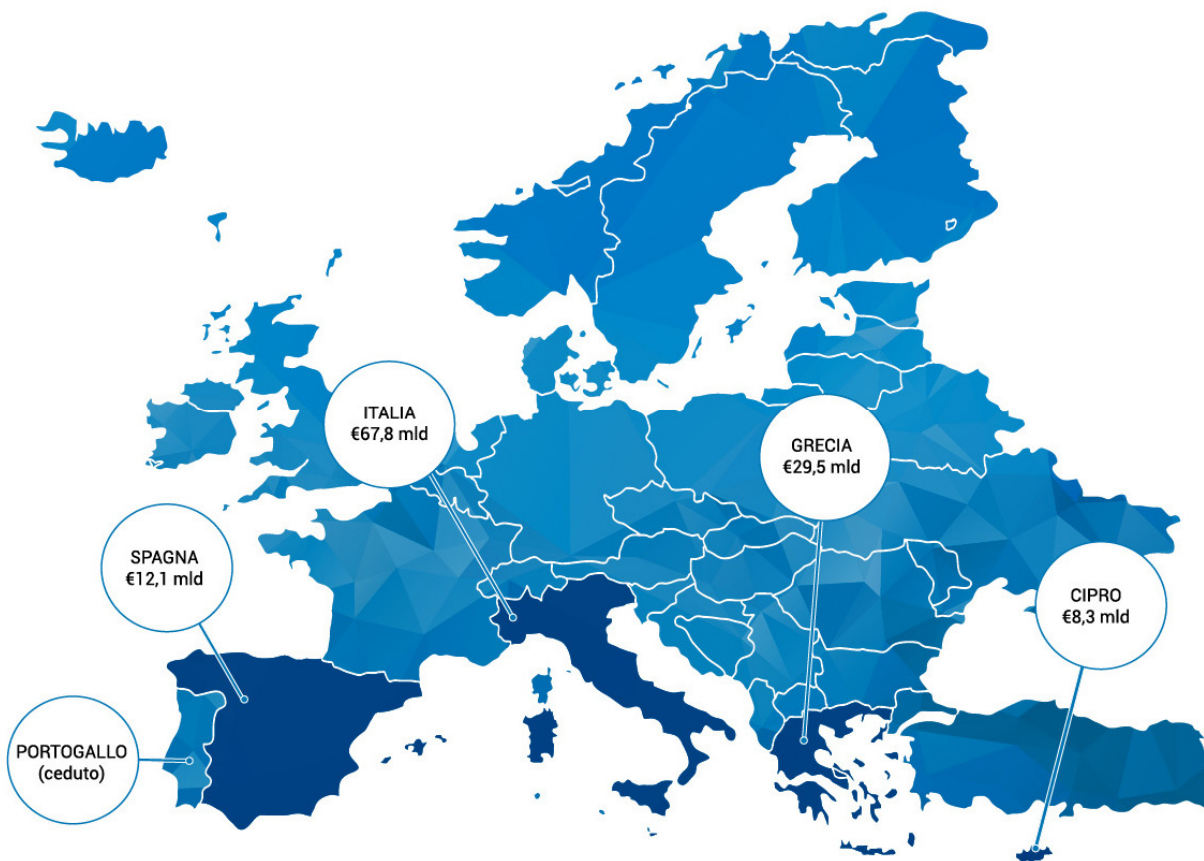 ITALIA
€67,8 mld
GRECIA
€29,5 mld
SPAGNA
€12,1 mld
CIPRO
€8,3 mld
PORTOGALLO
(ceduto)